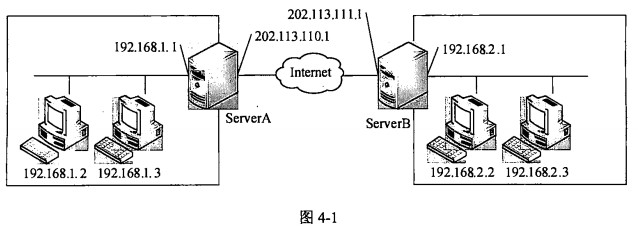 202.113.111.1
192.168.1.1
202.113.110.1
192.168.2.1
Internet
ServerA
ServerB
192.168.1.2
192.168.1.3
192.168.2.2
192.168.2.3
图 4-1